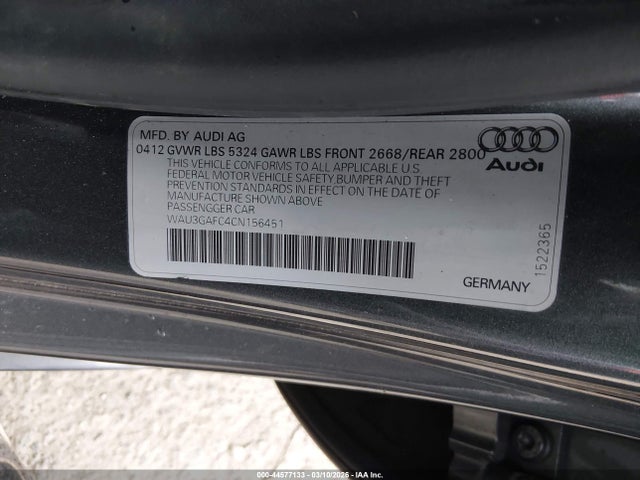 MFD. BY AUDI AG
0412 GVWR LBS 5324 GAWR LBS FRONT 2668/REAR 2800
THIS VEHICLE CONFORMS TO ALL APPLICABLE U.S
FEDERAL MOTOR VEHICLE SAFETY, BUMPER AND THEFT
PREVENTION STANDARDS IN EFFECT ON THE DATE OF
MANUFACTURE SHOWN ABOVE
PASSENGER CAR
WAU3GAFC4CN156451
Audi
GERMANY
1522365
000-44577133 - 03/10/2026 - IAA Inc.